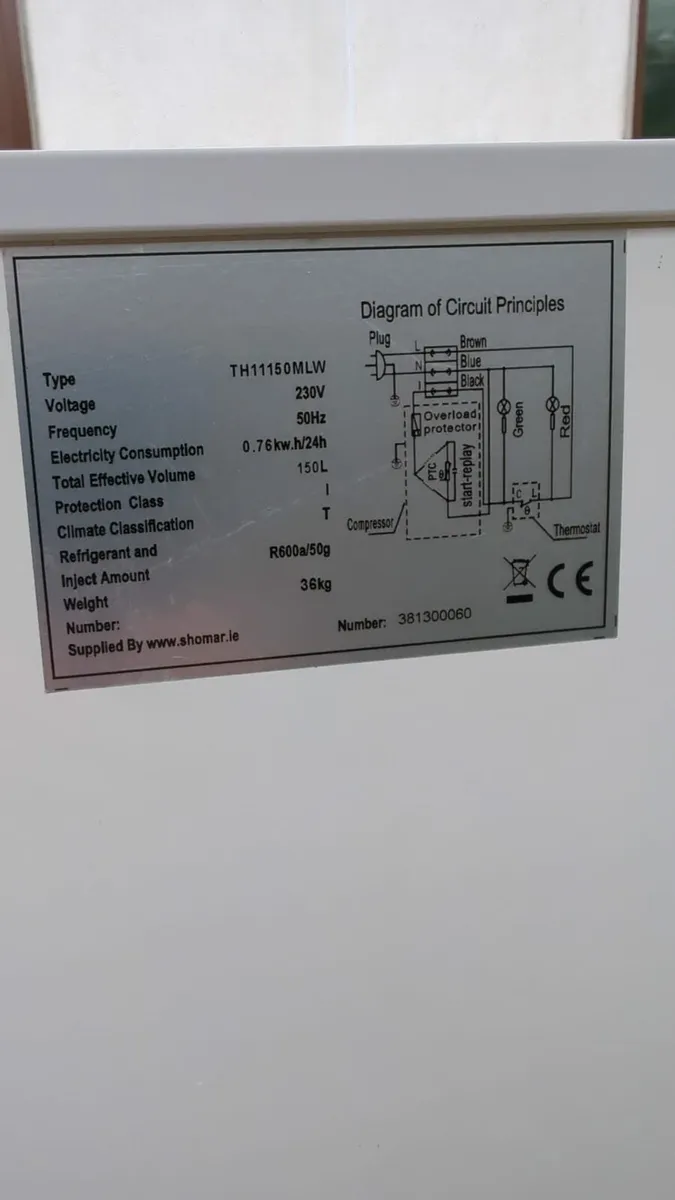 Type TH11150MLW
Voltage 230V
Frequency 50Hz
Electricity Consumption 0.76kw.h/24h
Total Effective Volume 150L
Protection Class I
Climate Classification T
Refrigerant and
Inject Amount R600a/50g
Weight 36kg
Number:
Supplied By www.shomar.ie
Number: 381300060
Diagram of Circuit Principles
Plug
L Brown
N Blue
Black
Overload
protector
PTC
θ
start-replay
Compressor
Green
Red
C L
θ
Thermostat
CE